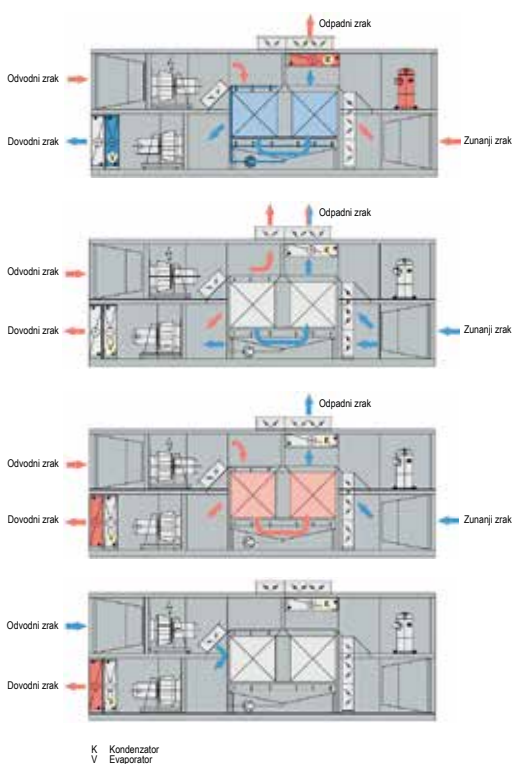 Odpadni zrak
Odvodni zrak
K
Dovodni zrak
Zunanji zrak
Odpadni zrak
K
Odvodni zrak
Dovodni zrak
Zunanji zrak
Odpadni zrak
K
Odvodni zrak
Dovodni zrak
Zunanji zrak
K
Odvodni zrak
Dovodni zrak
K Kondenzator
V Evaporator